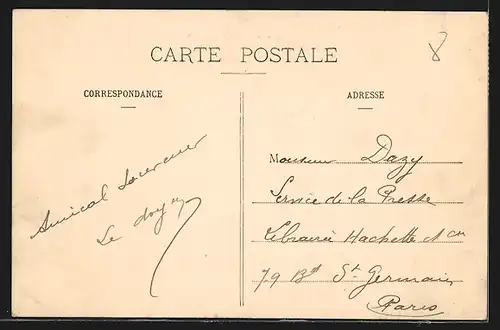 CARTE POSTALE
8
CORRESPONDANCE
ADRESSE
Amical Souvenir
Le doyen
Monsieur Dazy
Service de la Presse
Librairie Hachette & Cie
79 Bd St Germain
Paris